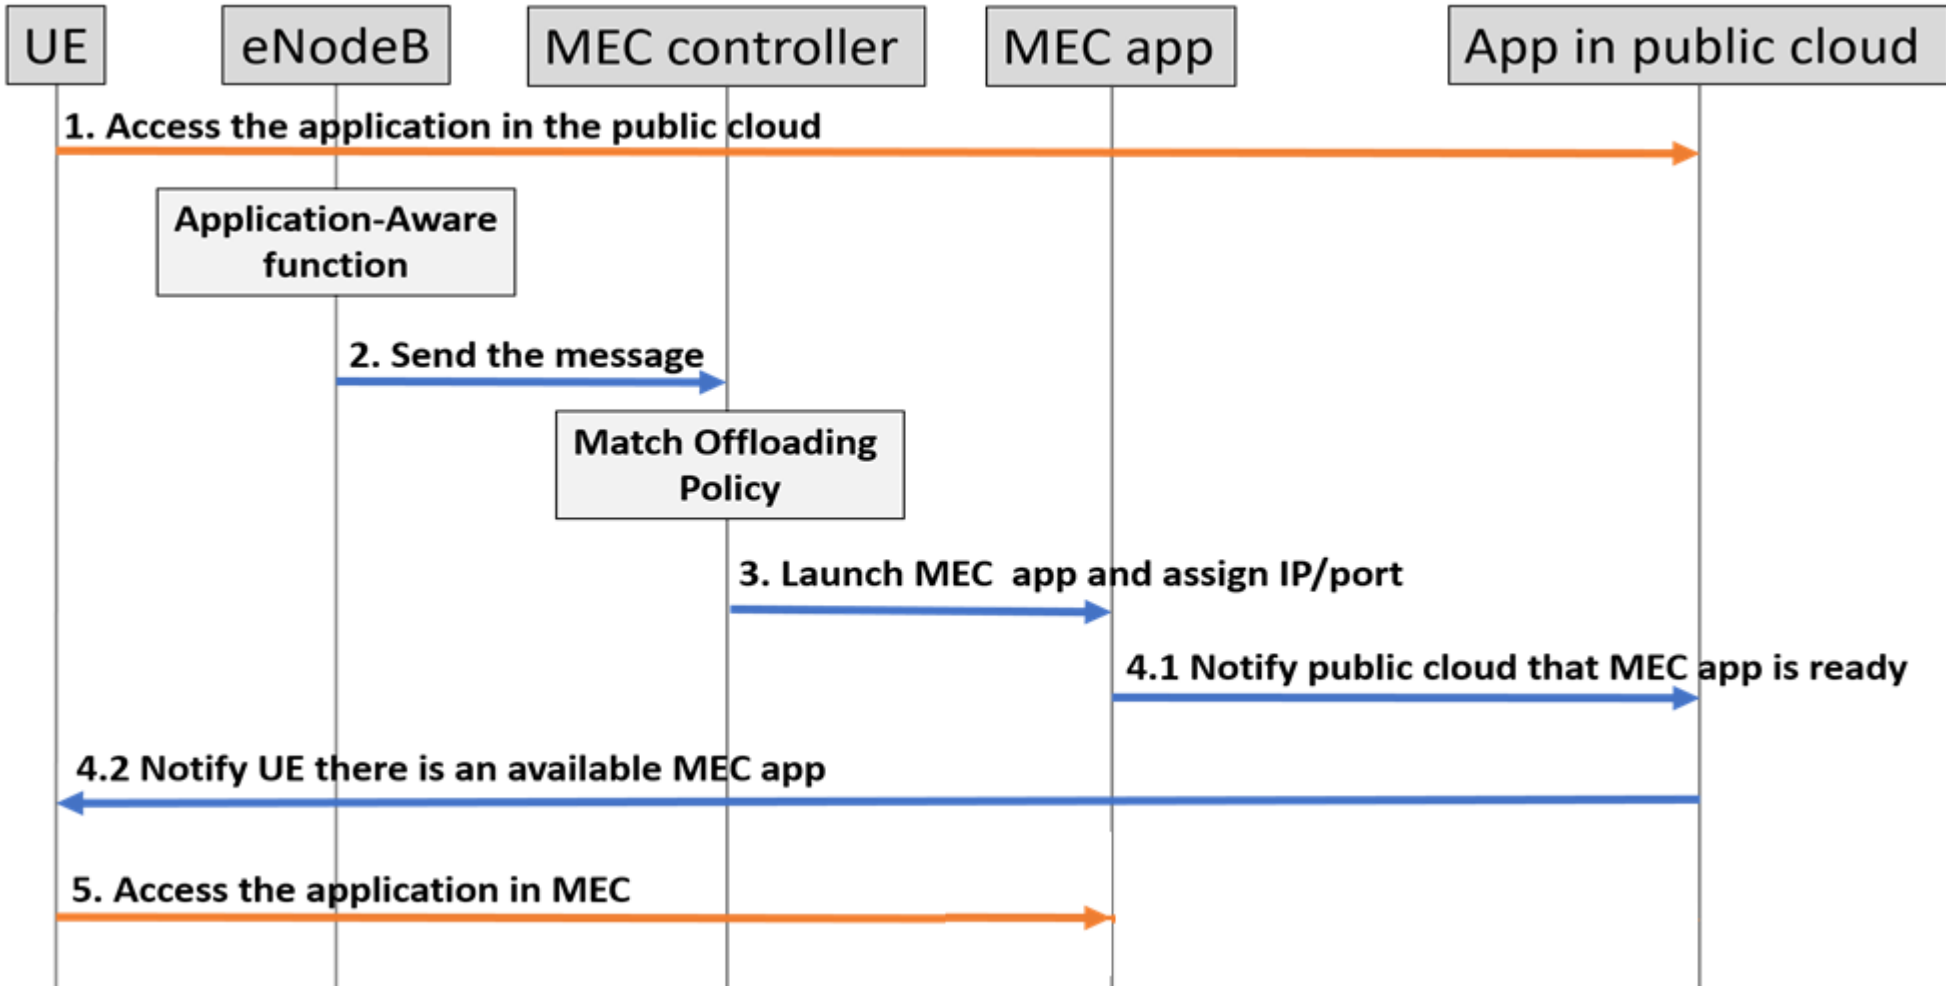 UE
eNodeB
MEC controller
MEC app
App in public cloud
1. Access the application in the public cloud
Application-Aware
function
2. Send the message
Match Offloading
Policy
3. Launch MEC  app and assign IP/port
4.1 Notify public cloud that MEC app is ready
4.2 Notify UE there is an available MEC app
5. Access the application in MEC